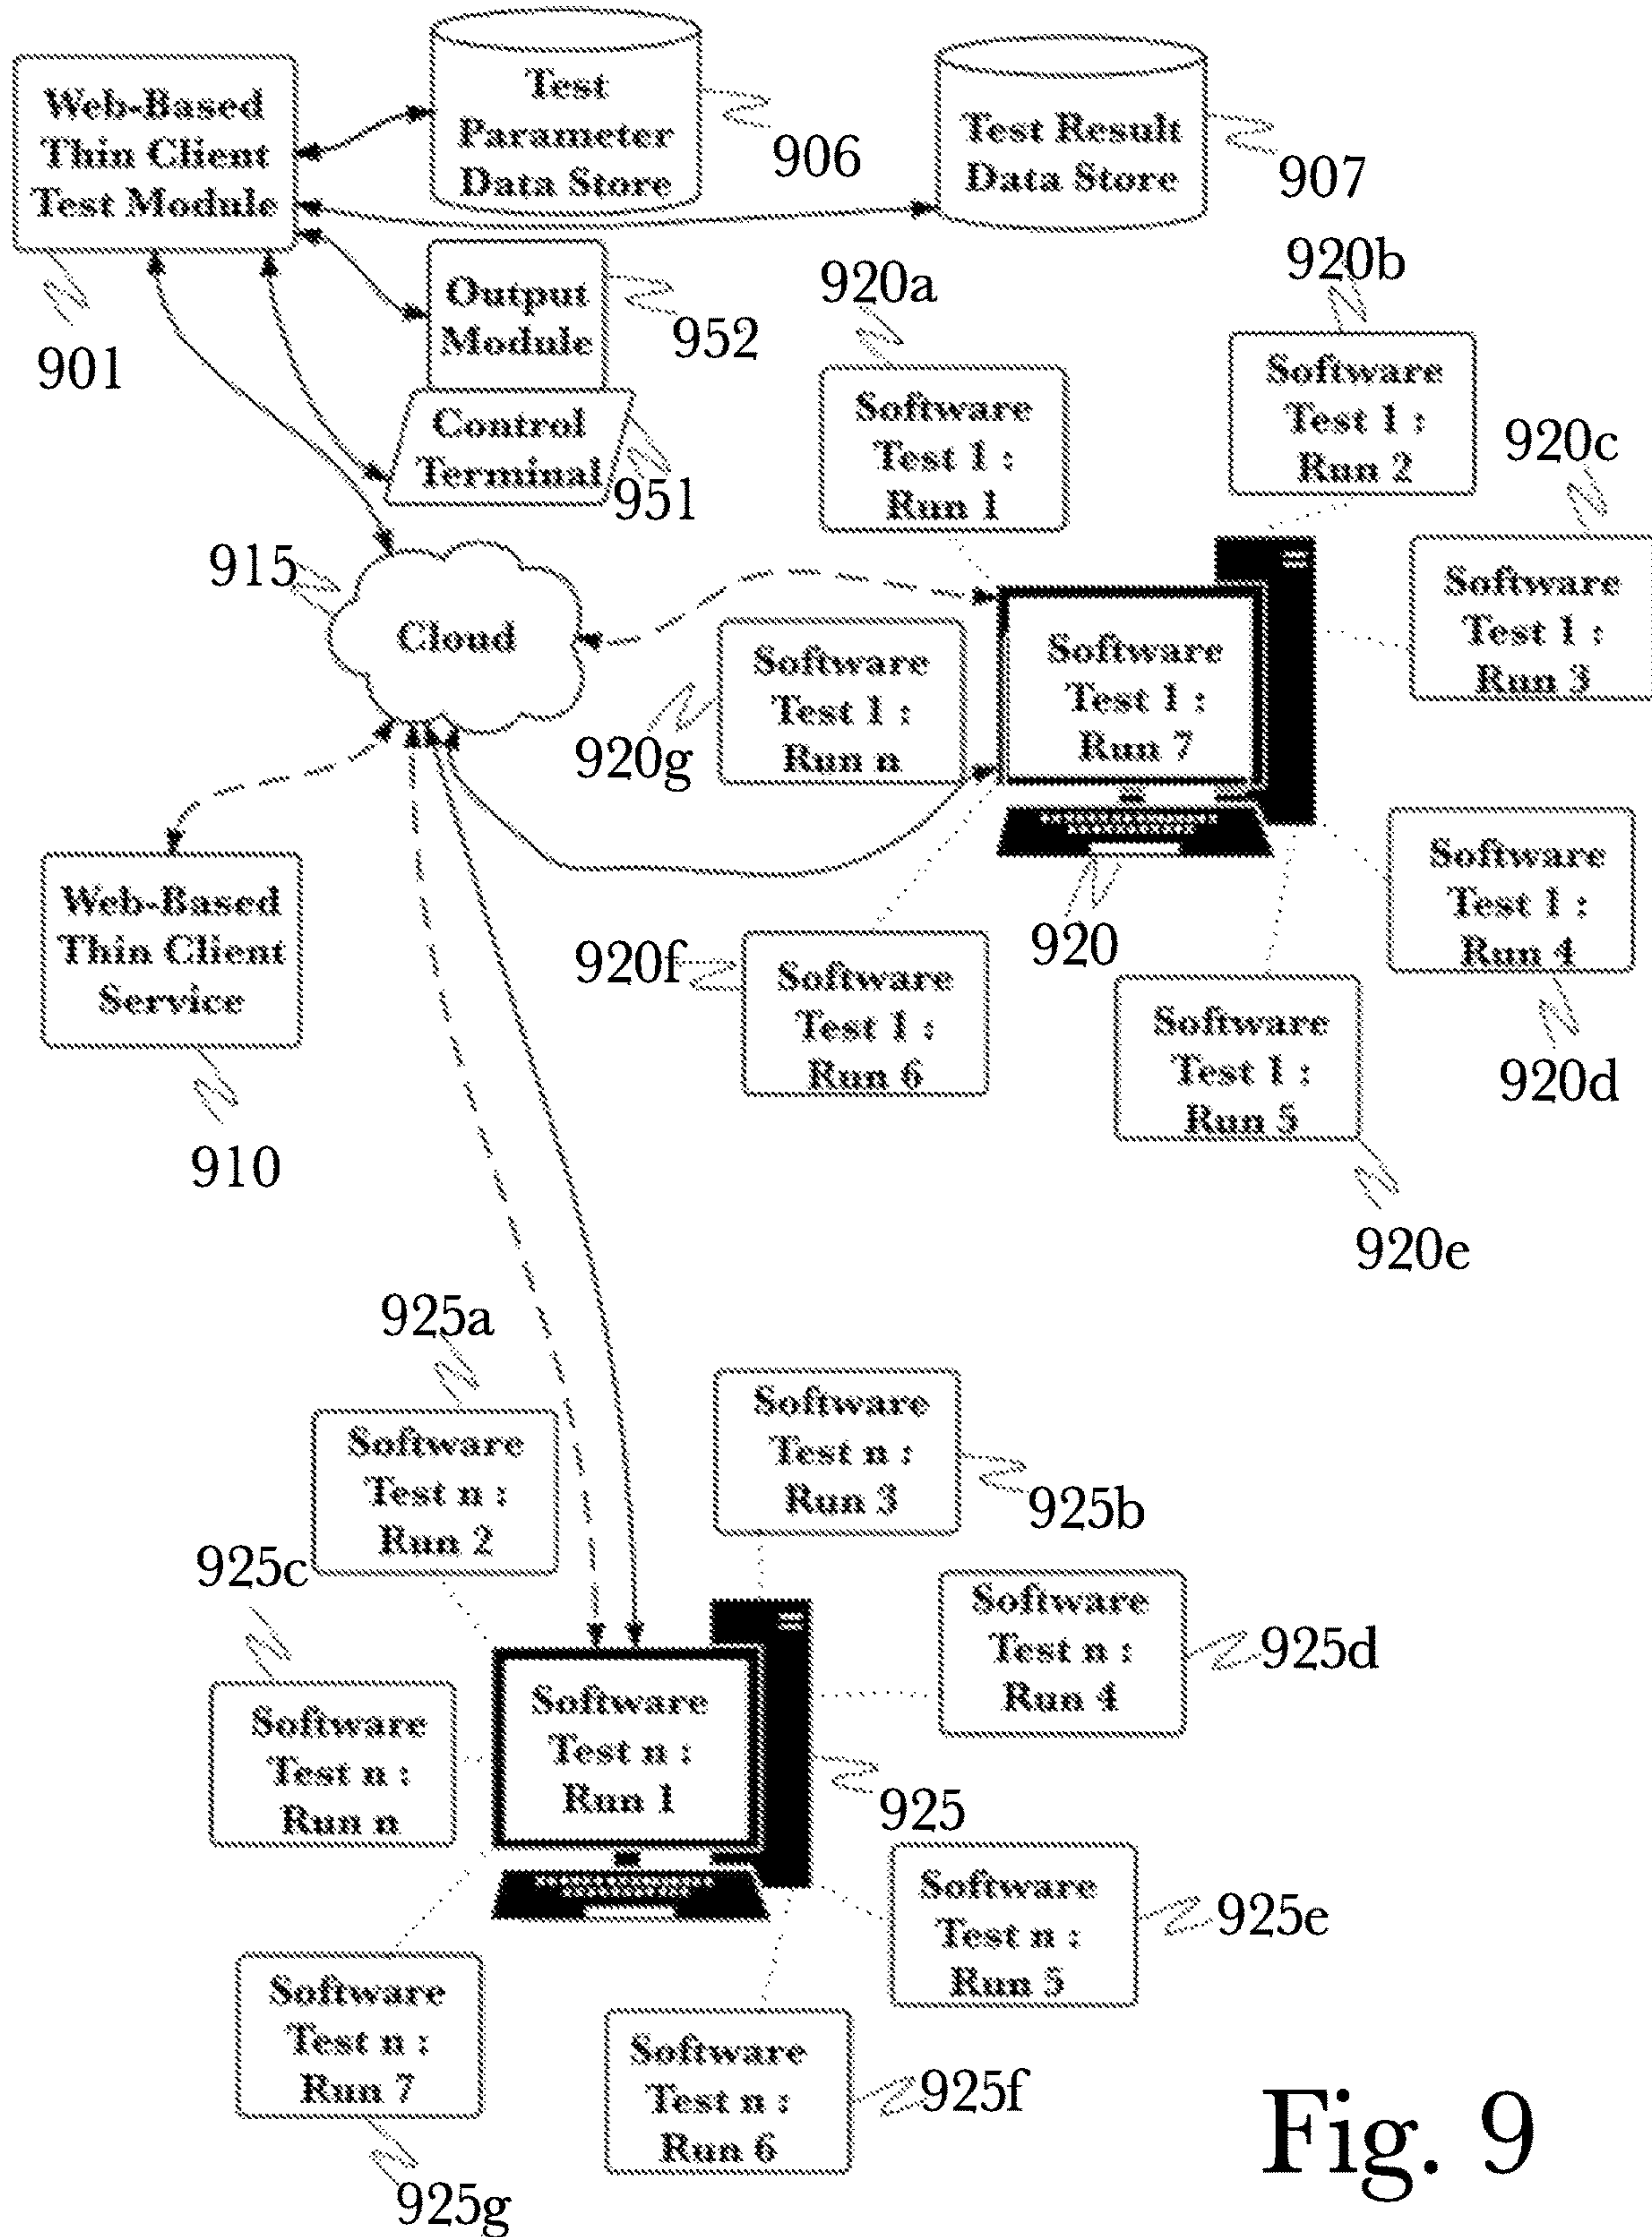 Web-Based
Thin Client
Test Module
901
Test
Parameter
Data Store
906
Test Result
Data Store
907
Output
Module
952
Control
Terminal
951
920a
Software
Test 1 :
Run 1
920b
Software
Test 1 :
Run 2
920c
Software
Test 1 :
Run 3
915
Cloud
Software
Test 1 :
Run n
920g
Software
Test 1 :
Run 7
920
Software
Test 1 :
Run 4
920d
Web-Based
Thin Client
Service
910
920f
Software
Test 1 :
Run 6
Software
Test 1 :
Run 5
920e
925a
Software
Test n :
Run 2
Software
Test n :
Run 3
925b
925c
Software
Test n :
Run n
Software
Test n :
Run 4
925d
Software
Test n :
Run 1
925
Software
Test n :
Run 5
925e
Software
Test n :
Run 7
925g
Software
Test n :
Run 6
925f
Fig. 9